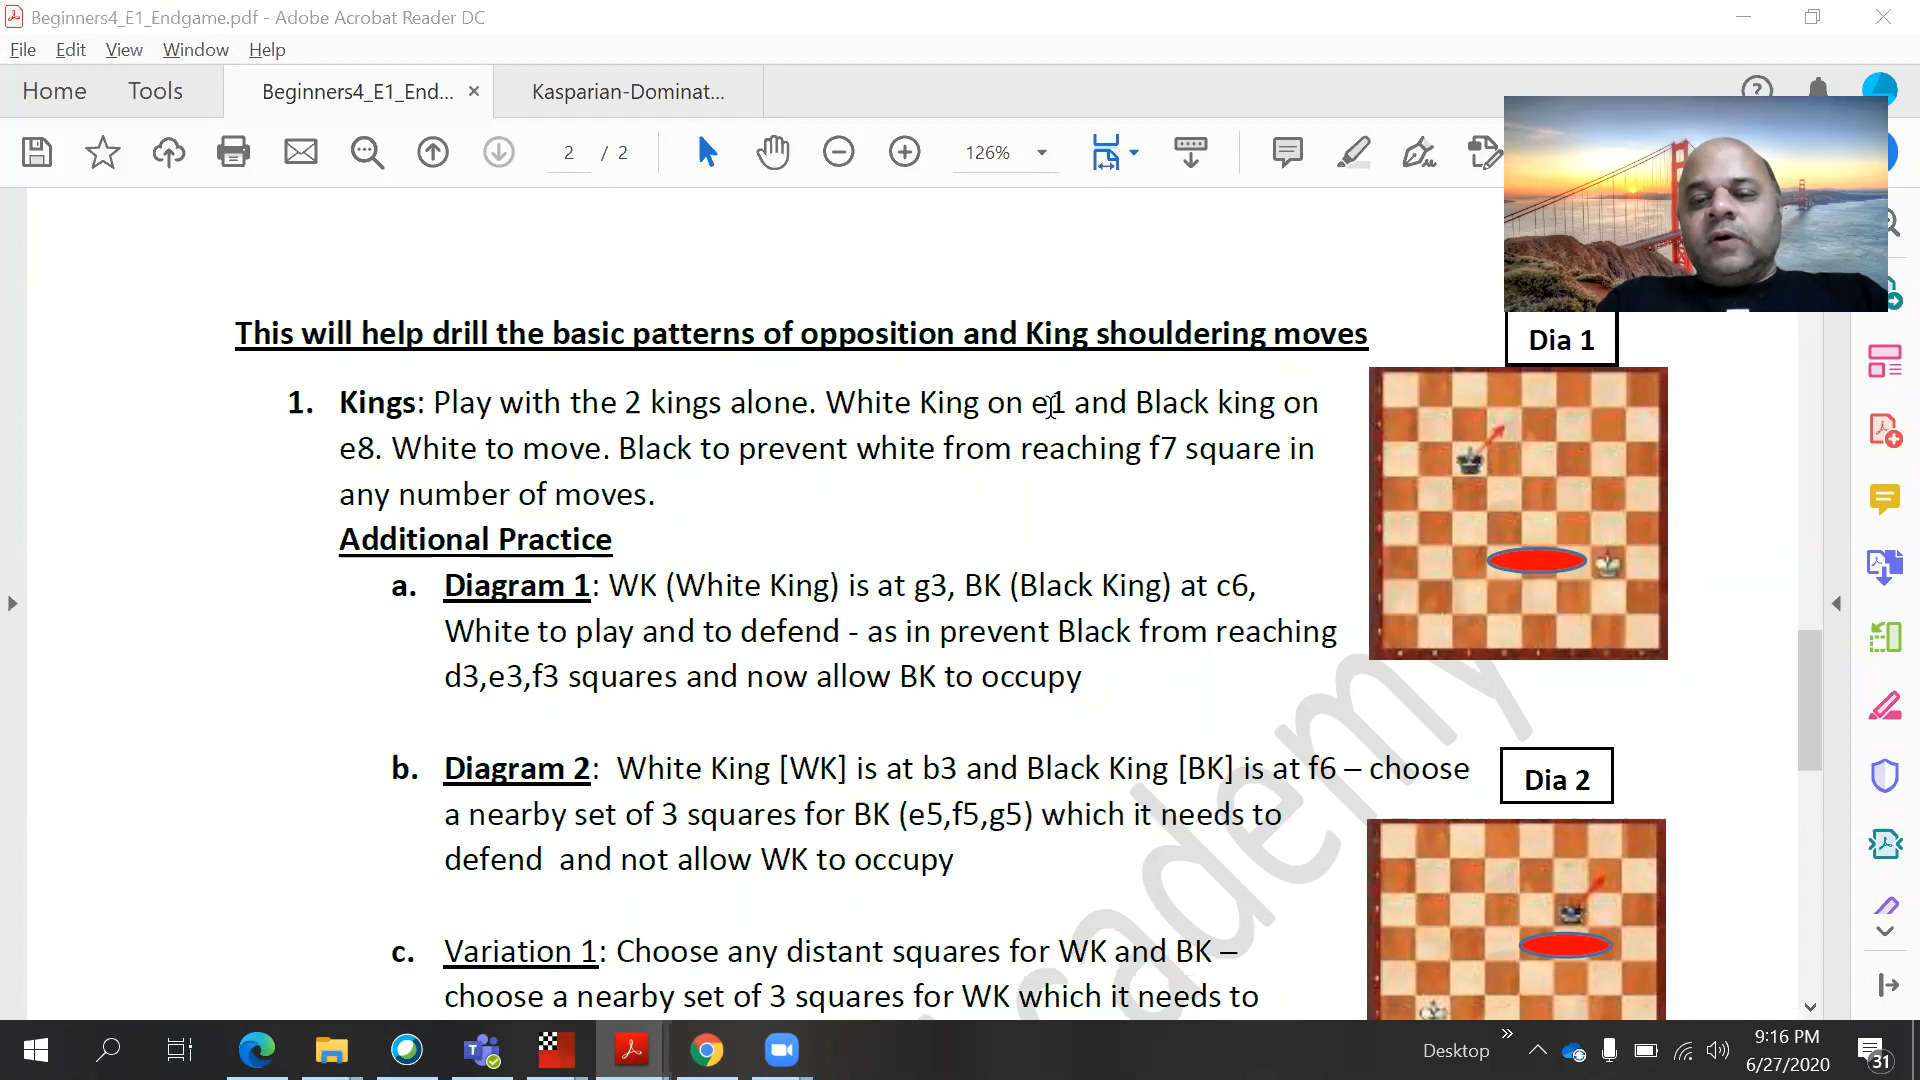 Beginners4_E1_Endgame.pdf - Adobe Acrobat Reader DC
File Edit View Window Help
Home Tools Beginners4_E1_End... × Kasparian-Dominat...
2 / 2 126%
This will help drill the basic patterns of opposition and King shouldering moves
Dia 1
1. Kings: Play with the 2 kings alone. White King on e1 and Black king on
e8. White to move. Black to prevent white from reaching f7 square in
any number of moves.
Additional Practice
a. Diagram 1: WK (White King) is at g3, BK (Black King) at c6,
White to play and to defend - as in prevent Black from reaching
d3,e3,f3 squares and now allow BK to occupy
b. Diagram 2: White King [WK] is at b3 and Black King [BK] is at f6 – choose
Dia 2
a nearby set of 3 squares for BK (e5,f5,g5) which it needs to
defend and not allow WK to occupy
c. Variation 1: Choose any distant squares for WK and BK –
choose a nearby set of 3 squares for WK which it needs to
cademy
Desktop
9:16 PM
6/27/2020
31